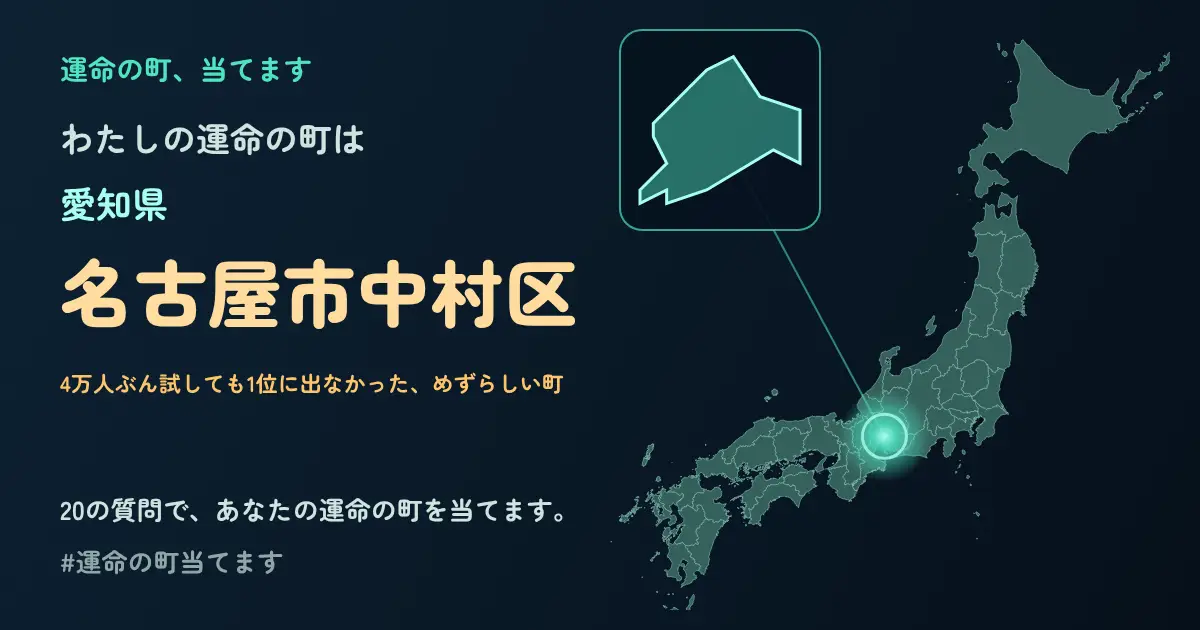 運命の町、当てます
わたしの運命の町は
愛知県
名古屋市中村区
4万人ぶん試しても1位に出なかった、めずらしい町
20の質問で、あなたの運命の町を当てます。
#運命の町当てます